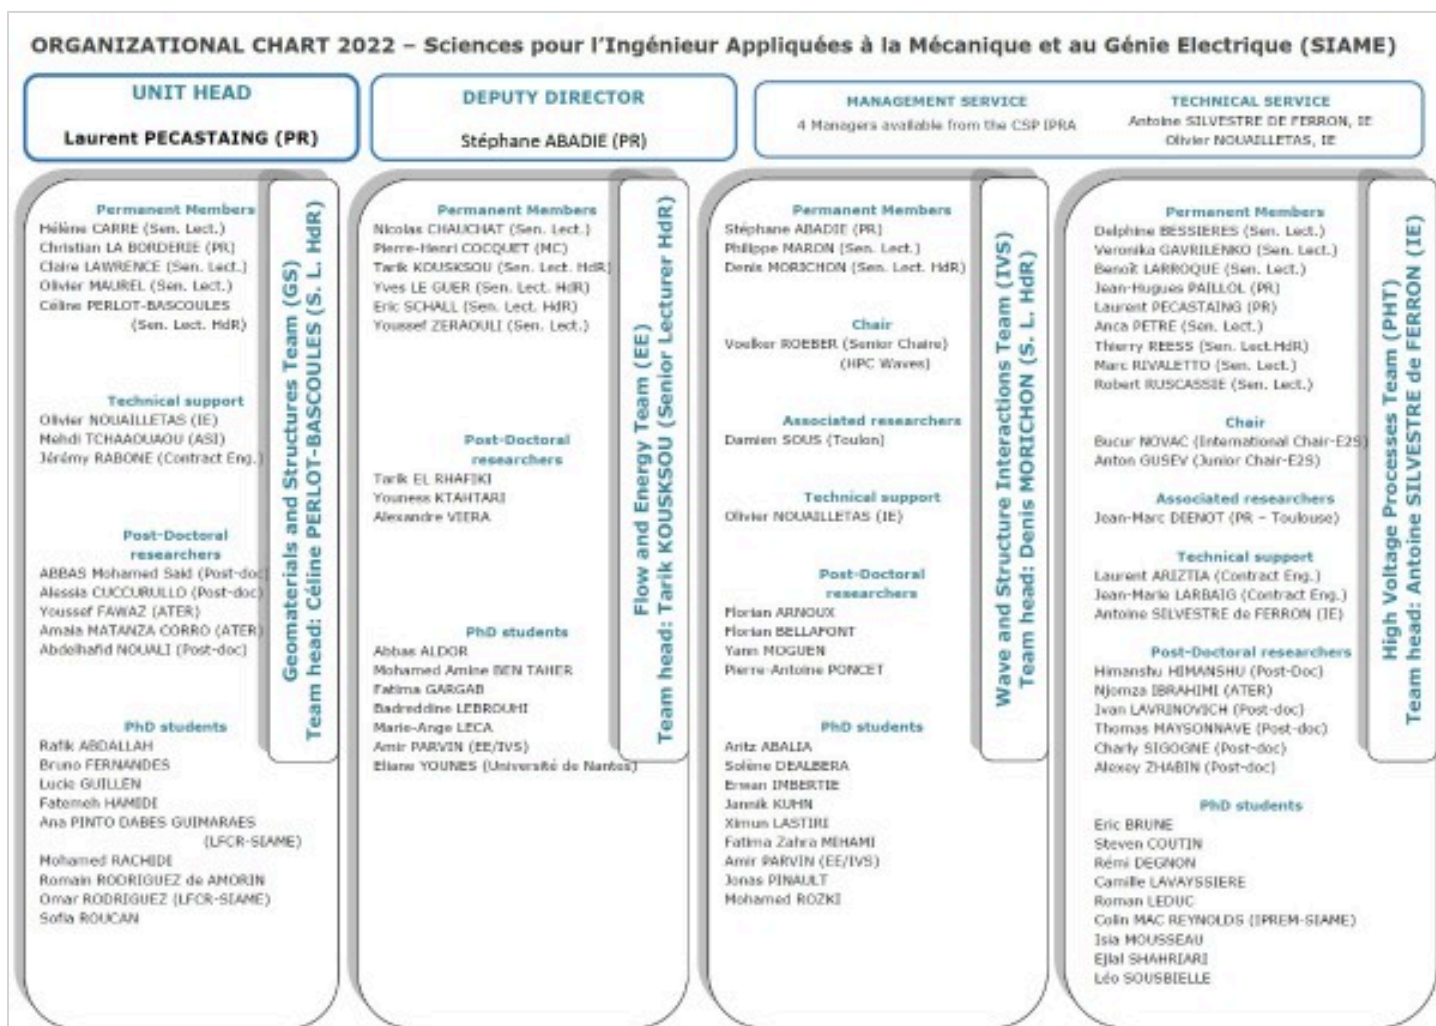 ORGANIZATIONAL CHART 2022 – Sciences pour l'Ingénieur Appliquées à la Mécanique et au Génie Electrique (SIAME)
UNIT HEAD
Laurent PECASTAING (PR)
DEPUTY DIRECTOR
Stéphane ABADIE (PR)
MANAGEMENT SERVICE
4 Managers available from the CSP IPRA
TECHNICAL SERVICE
Antoine SILVESTRE DE FERRON, IE
Olivier NOUAILLETAS, IE
Permanent Members
Hélène CARRE (Sen. Lect.)
Christian LA BORDERIE (PR)
Claire LAWRENCE (Sen. Lect.)
Olivier MAUREL (Sen. Lect.)
Céline PERLOT-BASCOULES
(Sen. Lect. HdR)
Technical support
Olivier NOUAILLETAS (IE)
Mehdi TCHAAOUAOU (ASI)
Jérémy RABONE (Contract Eng.)
Post-Doctoral
researchers
ABBAS Mohamed Said (Post-doc)
Alessia CUCCURULLO (Post-doc)
Youssef FAWAZ (ATER)
Amaia MATANZA CORRO (ATER)
Abdelhafid NOUALI (Post-doc)
PhD students
Rafik ABDALLAH
Bruno FERNANDES
Lucie GUILLEN
Fatemeh HAMIDI
Ana PINTO DABES GUIMARAES
(LFCR-SIAME)
Mohamed RACHIDI
Romain RODRIGUEZ de AMORIN
Omar RODRIGUEZ (LFCR-SIAME)
Sofia ROUCAN
Geomaterials and Structures Team (GS)
Team head: Céline PERLOT-BASCOULES (S. L. HdR)
Permanent Members
Nicolas CHAUCHAT (Sen. Lect.)
Pierre-Henri COCQUET (MC)
Tarik KOUSKSOU (Sen. Lect. HdR)
Yves LE GUER (Sen. Lect. HdR)
Eric SCHALL (Sen. Lect. HdR)
Youssef ZERAOULI (Sen. Lect.)
Post-Doctoral
researchers
Tarik EL RHAFIKI
Youness KTAHTARI
Alexandre VIERA
PhD students
Abbas ALDOR
Mohamed Amine BEN TAHER
Fatima GARGAB
Badreddine LEBROUHI
Marie-Ange LECA
Amir PARVIN (EE/IVS)
Eliane YOUNES (Université de Nantes)
Flow and Energy Team (EE)
Team head: Tarik KOUSKSOU (Senior Lecturer HdR)
Permanent Members
Stéphane ABADIE (PR)
Philippe MARON (Sen. Lect.)
Denis MORICHON (Sen. Lect. HdR)
Chair
Voelker ROEBER (Senior Chaire)
(HPC Waves)
Associated researchers
Damien SOUS (Toulon)
Technical support
Olivier NOUAILLETAS (IE)
Post-Doctoral
researchers
Florian ARNOUX
Florian BELLAFONT
Yann MOGUEN
Pierre-Antoine PONCET
PhD students
Aritz ABALIA
Solène DEALBERA
Erwan IMBERTIE
Jannik KUHN
Ximun LASTIRI
Fatima Zahra MIHAMI
Amir PARVIN (EE/IVS)
Jonas PINAULT
Mohamed ROZKI
Wave and Structure Interactions Team (IVS)
Team head: Denis MORICHON (S. L. HdR)
Permanent Members
Delphine BESSIERES (Sen. Lect.)
Veronika GAVRILENKO (Sen. Lect.)
Benoît LARROQUE (Sen. Lect.)
Jean-Hugues PAILLOL (PR)
Laurent PECASTAING (PR)
Anca PETRE (Sen. Lect.)
Thierry REESS (Sen. Lect.HdR)
Marc RIVALETTO (Sen. Lect.)
Robert RUSCASSIE (Sen. Lect.)
Chair
Bucur NOVAC (International Chair-E2S)
Anton GUSEV (Junior Chair-E2S)
Associated researchers
Jean-Marc DIENOT (PR – Toulouse)
Technical support
Laurent ARIZTIA (Contract Eng.)
Jean-Marie LARBAIG (Contract Eng.)
Antoine SILVESTRE de FERRON (IE)
Post-Doctoral researchers
Himanshu HIMANSHU (Post-Doc)
Njomza IBRAHIMI (ATER)
Ivan LAVRINOVICH (Post-doc)
Thomas MAYSONNAVE (Post-doc)
Charly SIGOGNE (Post-doc)
Alexey ZHABIN (Post-doc)
PhD students
Eric BRUNE
Steven COUTIN
Rémi DEGNON
Camille LAVAYSSIERE
Roman LEDUC
Colin MAC REYNOLDS (IPREM-SIAME)
Isia MOUSSEAU
Ejlal SHAHRIARI
Léo SOUSBIELLE
High Voltage Processes Team (PHT)
Team head: Antoine SILVESTRE de FERRON (IE)